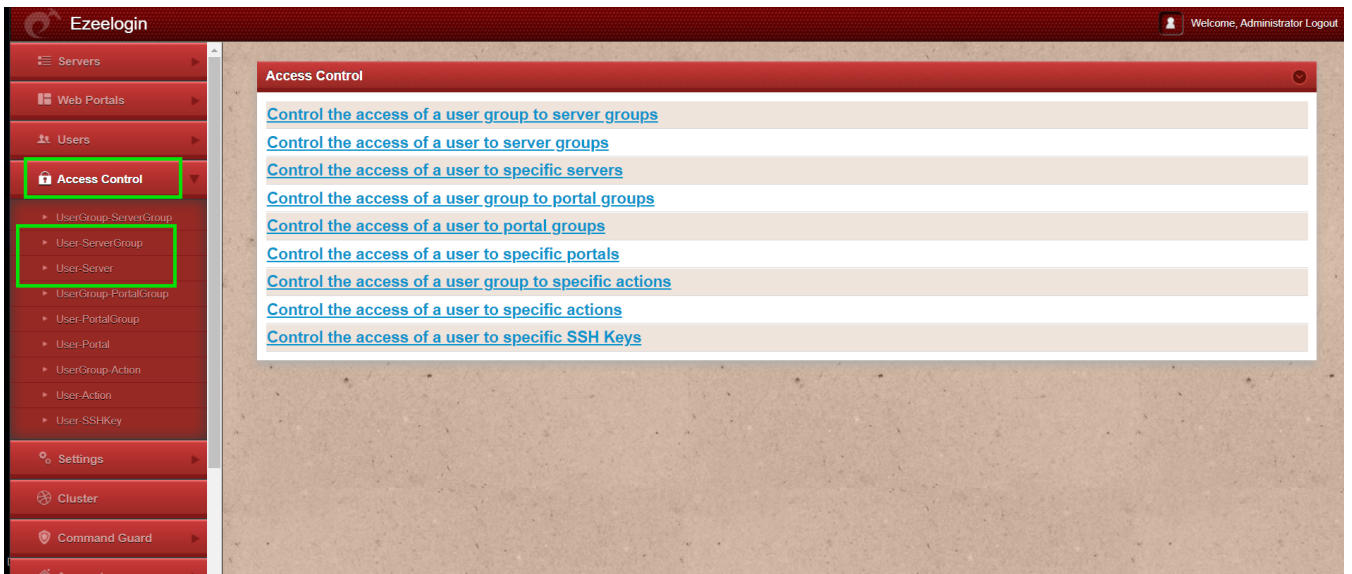 Ezeelogin
Welcome, Administrator Logout
Servers
Web Portals
Users
Access Control
UserGroup-ServerGroup
User-ServerGroup
User-Server
UserGroup-PortalGroup
User-PortalGroup
User-Portal
UserGroup-Action
User-Action
User-SSHKey
Settings
Cluster
Command Guard
Access Control
Control the access of a user group to server groups
Control the access of a user to server groups
Control the access of a user to specific servers
Control the access of a user group to portal groups
Control the access of a user to portal groups
Control the access of a user to specific portals
Control the access of a user group to specific actions
Control the access of a user to specific actions
Control the access of a user to specific SSH Keys